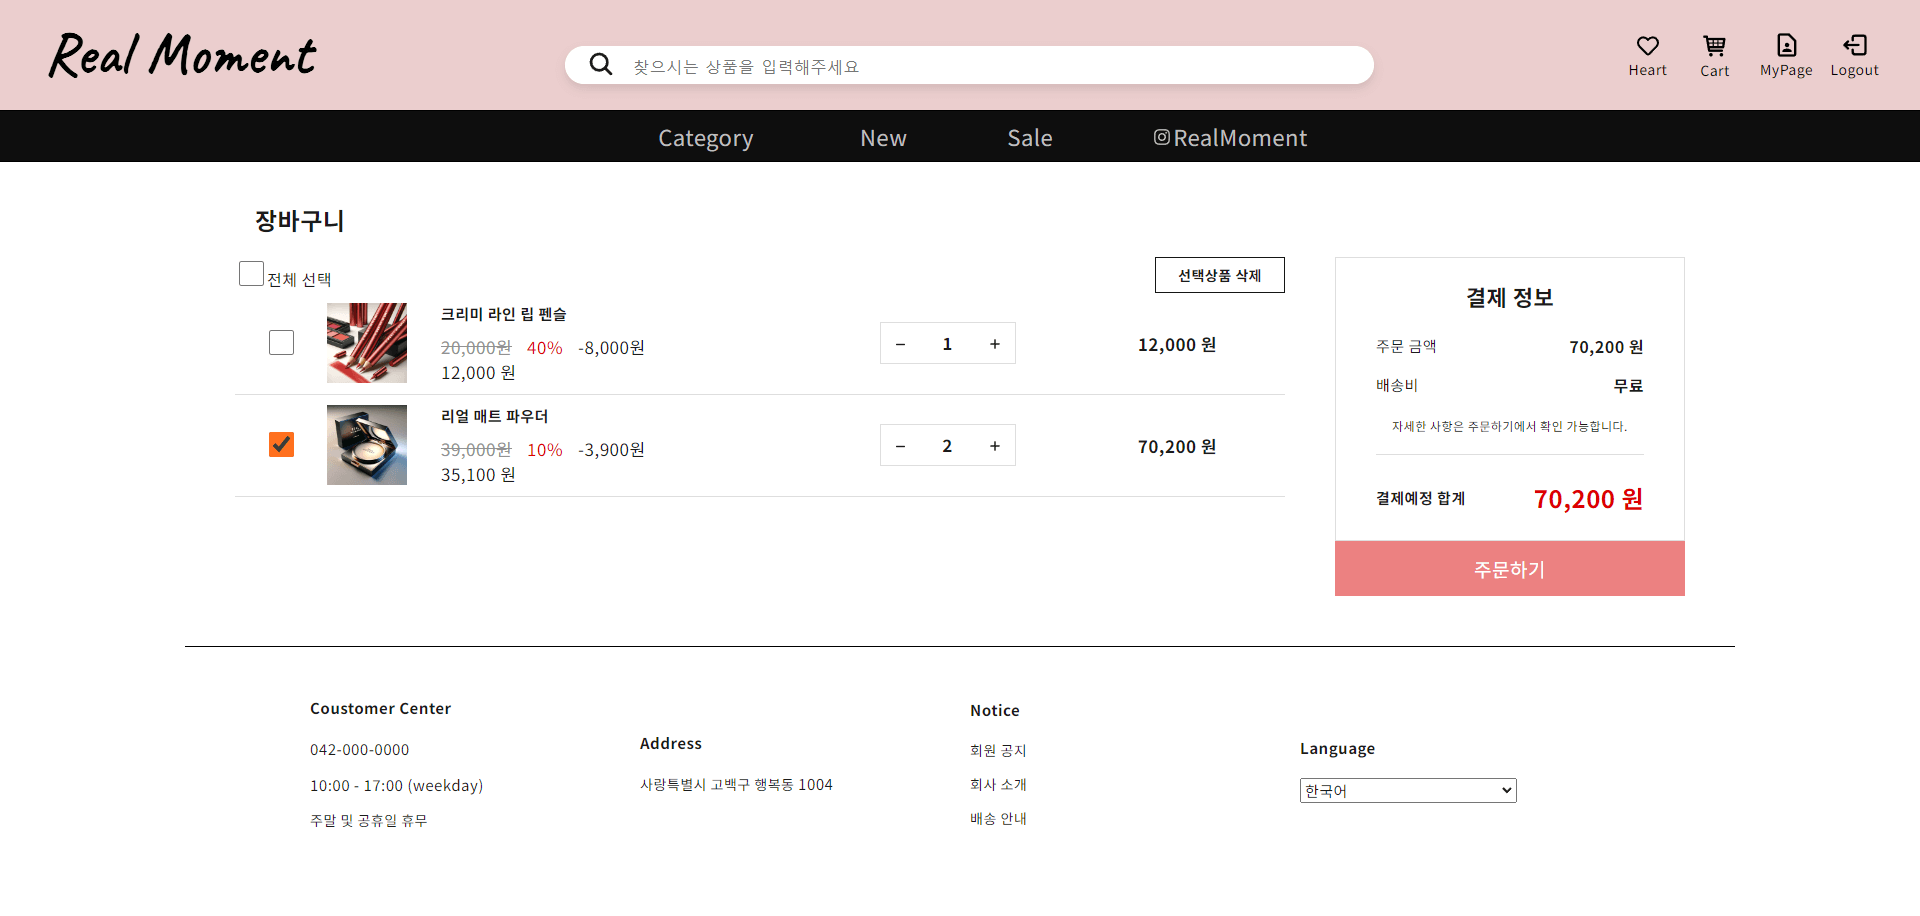 Real Moment
찾으시는 상품을 입력해주세요
Heart
Cart
MyPage
Logout
Category
New
Sale
RealMoment
장바구니
전체 선택
선택상품 삭제
크리미 라인 립 펜슬
20,000원 40% -8,000원
12,000 원
− 1 +
12,000 원
리얼 매트 파우더
39,000원 10% -3,900원
35,100 원
− 2 +
70,200 원
결제 정보
주문 금액 70,200 원
배송비 무료
자세한 사항은 주문하기에서 확인 가능합니다.
결제예정 합계 70,200 원
주문하기
Coustomer Center
042-000-0000
10:00 - 17:00 (weekday)
주말 및 공휴일 휴무
Address
사랑특별시 고백구 행복동 1004
Notice
회원 공지
회사 소개
배송 안내
Language
한국어